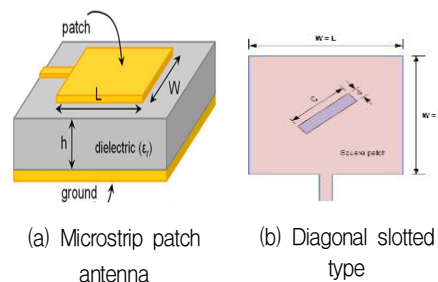 patch
L
W
h
dielectric (εr)
ground
(a) Microstrip patch
antenna
W = L
C
W =
Square patch
(b) Diagonal slotted
type